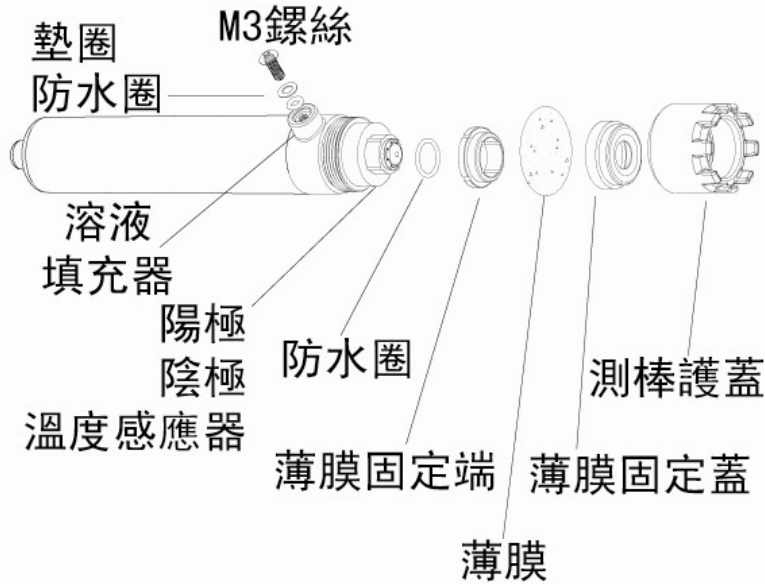 M3鏍絲
墊圈
防水圈
溶液
填充器
陽極
陰極
溫度感應器
防水圈
測棒護蓋
薄膜固定端
薄膜固定蓋
薄膜